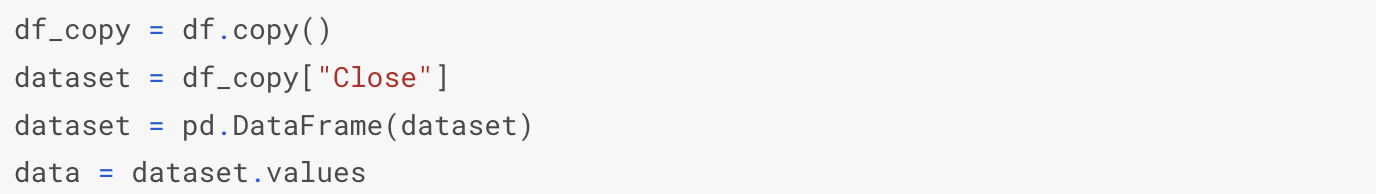 df_copy = df.copy()
dataset = df_copy["Close"]
dataset = pd.DataFrame(dataset)
data = dataset.values